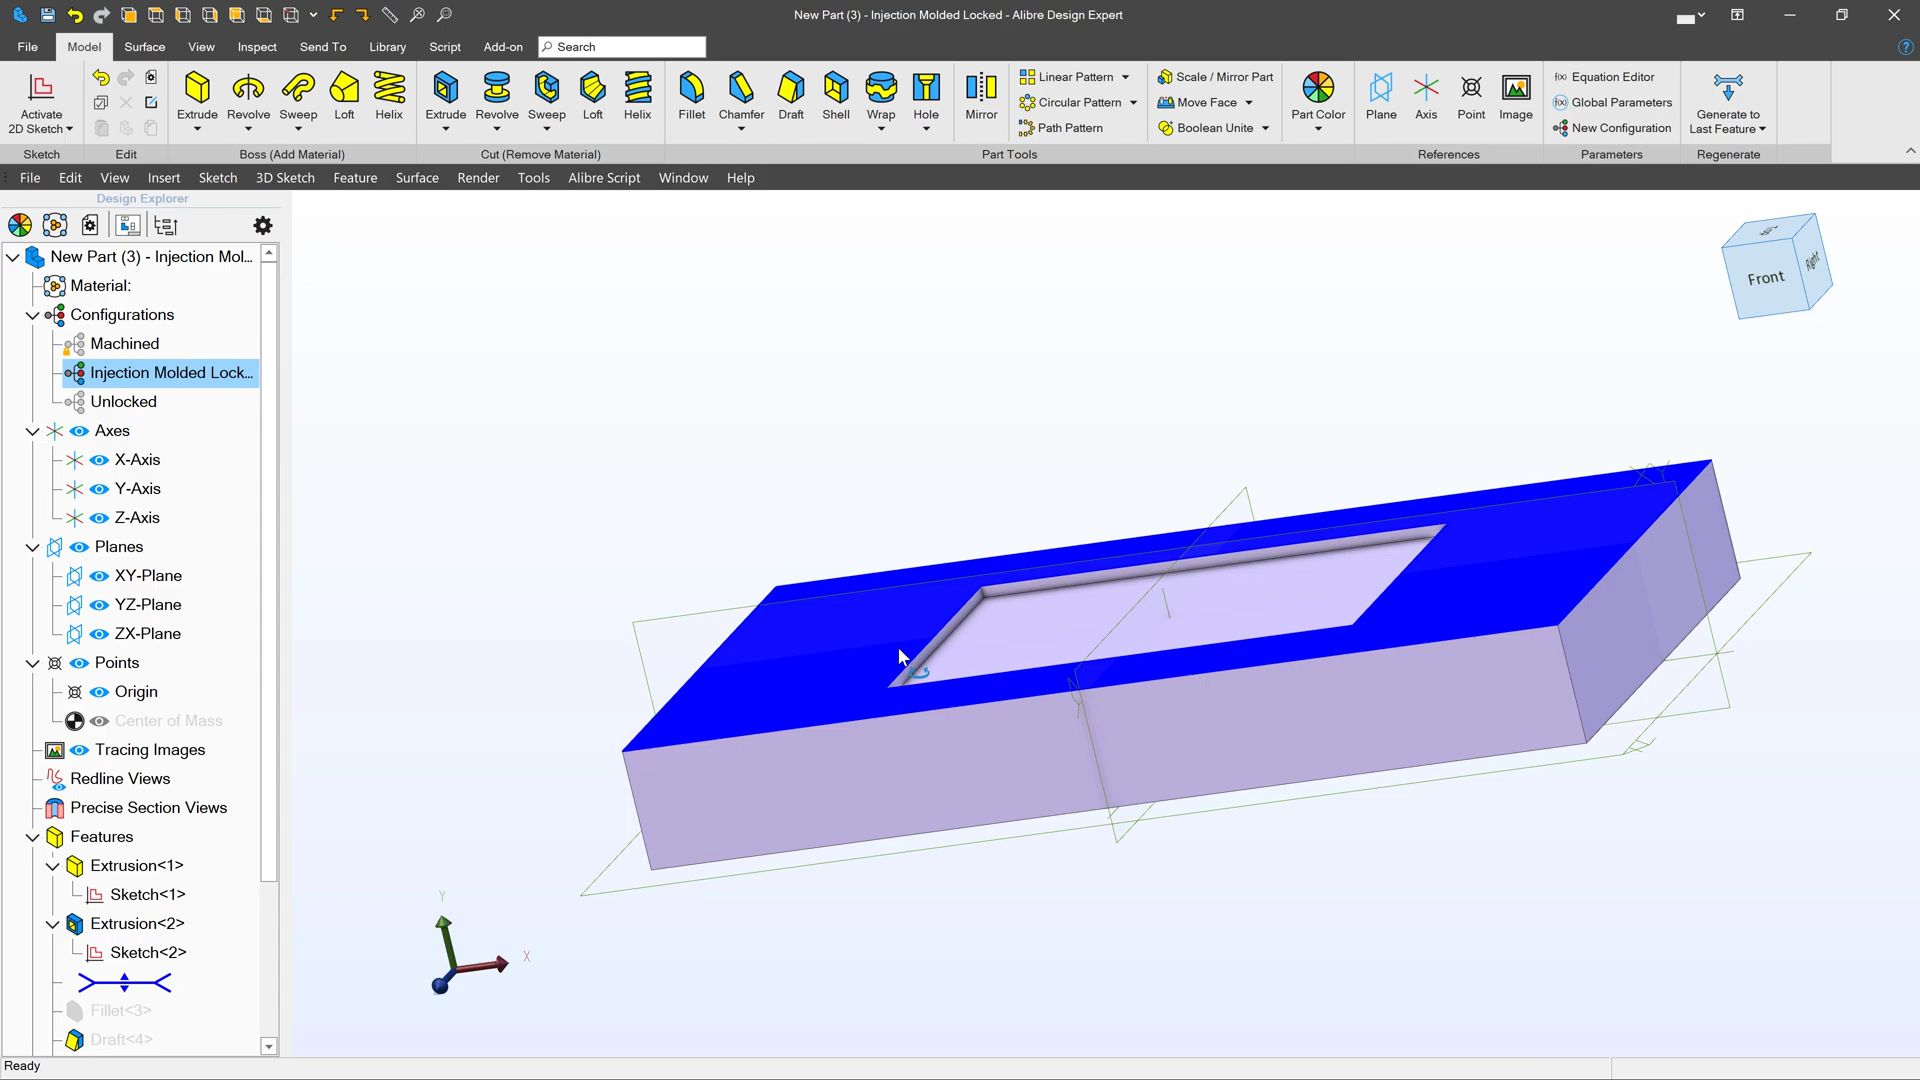 New Part (3) - Injection Molded Locked - Alibre Design Expert
File Model Surface View Inspect Send To Library Script Add-on Search
Activate 2D Sketch
Extrude Revolve Sweep Loft Helix
Extrude Revolve Sweep Loft Helix
Fillet Chamfer Draft Shell Wrap Hole
Mirror
Linear Pattern
Circular Pattern
Path Pattern
Scale / Mirror Part
Move Face
Boolean Unite
Part Color
Plane Axis Point Image
Equation Editor
Global Parameters
New Configuration
Generate to Last Feature
Sketch Edit Boss (Add Material) Cut (Remove Material) Part Tools References Parameters Regenerate
File Edit View Insert Sketch 3D Sketch Feature Surface Render Tools Alibre Script Window Help
Design Explorer
New Part (3) - Injection Mol...
Material:
Configurations
Machined
Injection Molded Lock...
Unlocked
Axes
X-Axis
Y-Axis
Z-Axis
Planes
XY-Plane
YZ-Plane
ZX-Plane
Points
Origin
Center of Mass
Tracing Images
Redline Views
Precise Section Views
Features
Extrusion<1>
Sketch<1>
Extrusion<2>
Sketch<2>
Fillet<3>
Draft<4>
Front
Right
Y
X
Ready